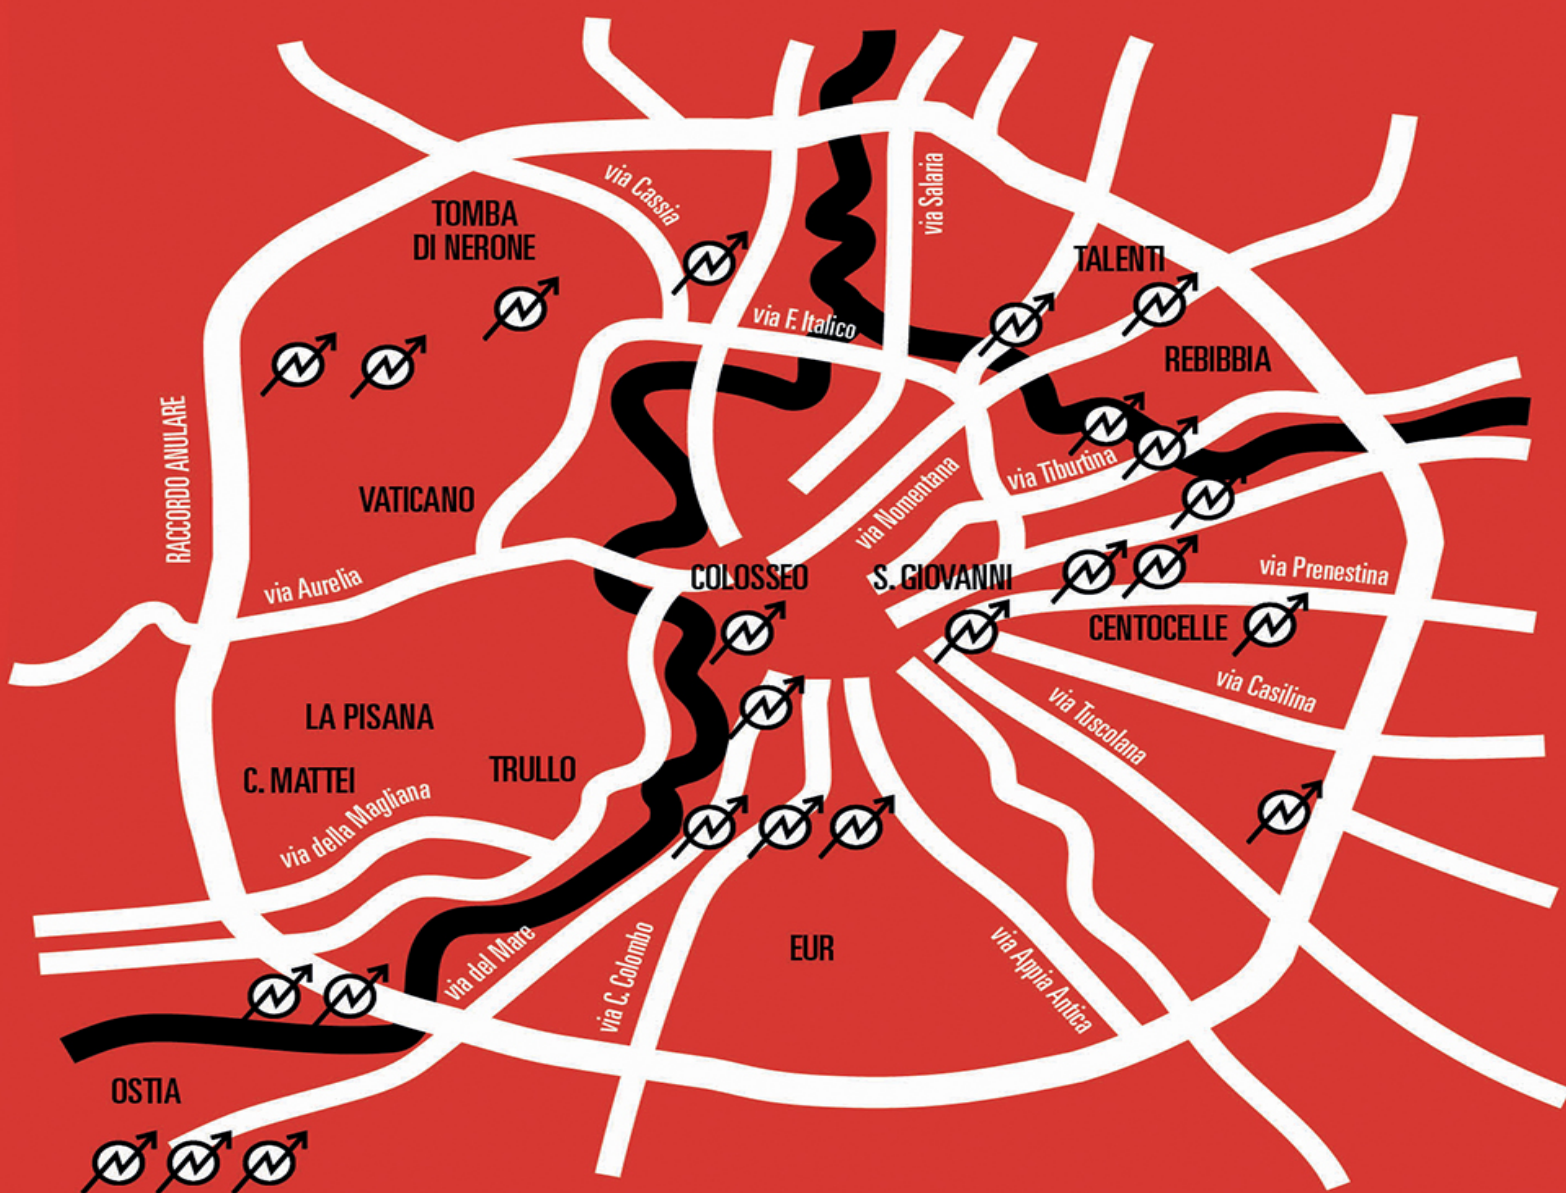 via Cassia
via Salaria
TOMBA
DI NERONE
TALENTI
via F. Italico
REBIBBIA
RACCORDO ANULARE
VATICANO
via Nomentana
via Tiburtina
via Aurelia
COLOSSEO
S. GIOVANNI
via Prenestina
CENTOCELLE
via Casilina
via Tuscolana
LA PISANA
C. MATTEI
TRULLO
via della Magliana
via del Mare
via C. Colombo
EUR
via Appia Antica
OSTIA